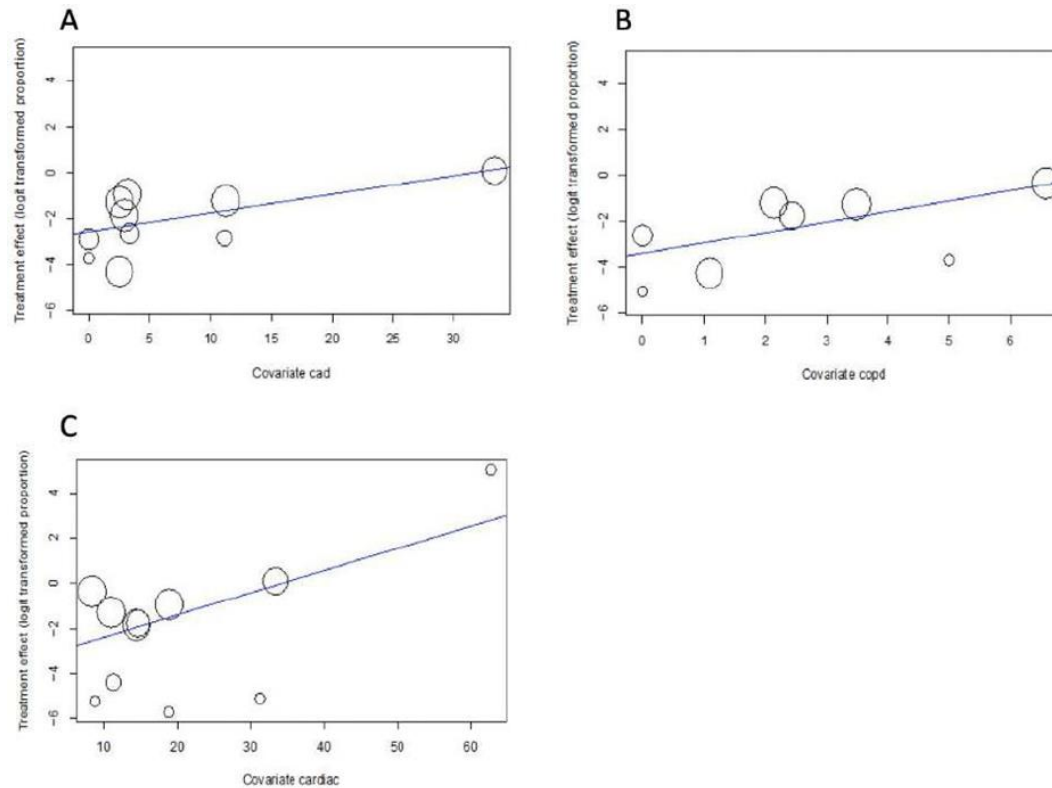 A
Treatment effect (logit transformed proportion)
4
2
0
−2
−4
−6
0 5 10 15 20 25 30
Covariate cad
B
Treatment effect (logit transformed proportion)
4
2
0
−2
−4
−6
0 1 2 3 4 5 6
Covariate copd
C
Treatment effect (logit transformed proportion)
4
2
0
−2
−4
−6
10 20 30 40 50 60
Covariate cardiac